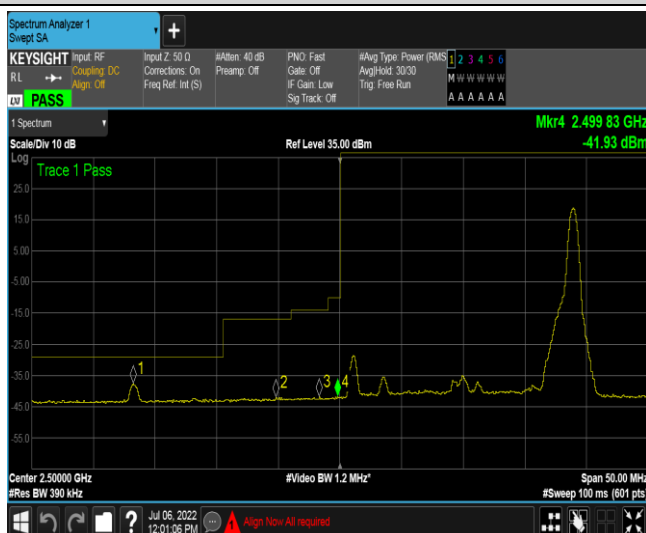 Spectrum Analyzer 1
Swept SA
+
KEYSIGHT Input: RF Input Z: 50 Ω #Atten: 40 dB PNO: Fast #Avg Type: Power (RMS 1 2 3 4 5 6
RL Coupling: DC Corrections: On Preamp: Off Gate: Off Avg|Hold: 30/30 M W W W W W
Align: Off Freq Ref: Int (S) IF Gain: Low Trig: Free Run
LXI PASS Sig Track: Off A A A A A A
1 Spectrum Mkr4 2.499 83 GHz
Scale/Div 10 dB Ref Level 35.00 dBm -41.93 dBm
Log
Trace 1 Pass
25.0
15.0
5.00
-5.00
-15.0
-25.0
-35.0
-45.0
-55.0
1
2
3
4
Center 2.50000 GHz #Video BW 1.2 MHz* Span 50.00 MHz
#Res BW 390 kHz #Sweep 100 ms (601 pts)
? Jul 06, 2022
12:01:06 PM
1 Align Now All required